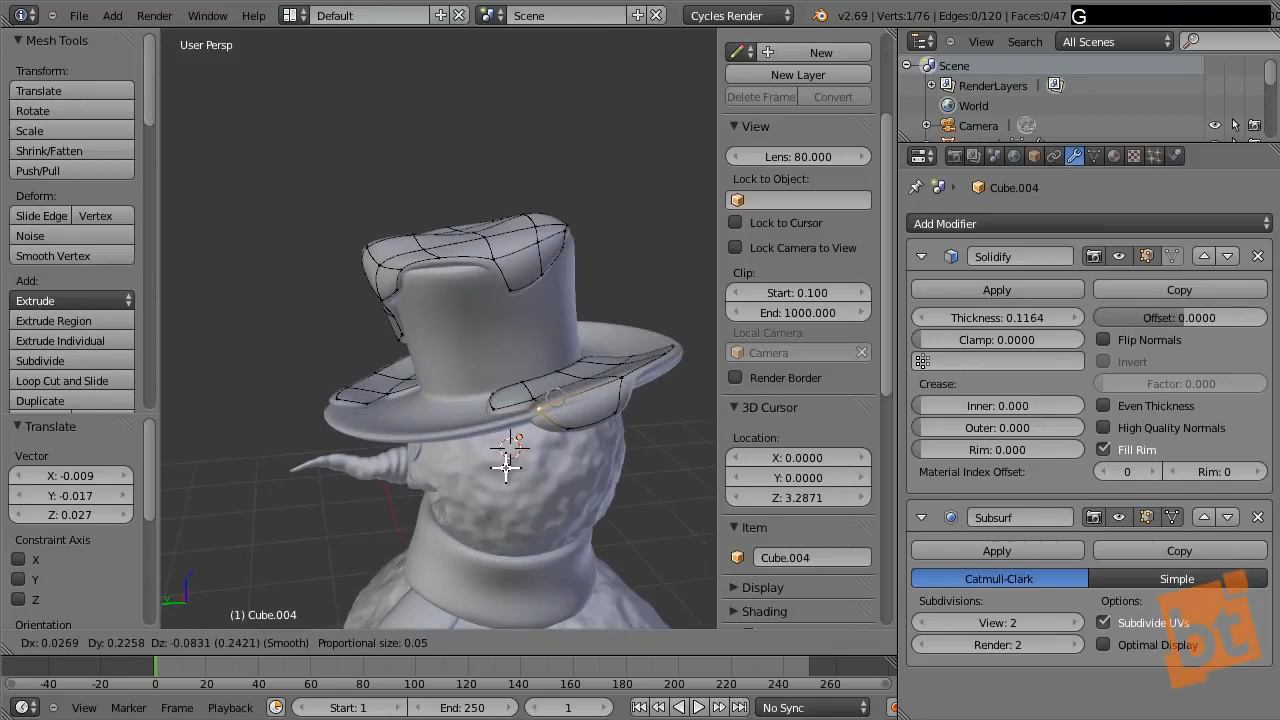 File Add Render Window Help Default Scene Cycles Render v2.69 | Verts:1/76 | Edges:0/120 | Faces:0/47 G
Mesh Tools
Transform:
Translate
Rotate
Scale
Shrink/Fatten
Push/Pull
Deform:
Slide Edge Vertex
Noise
Smooth Vertex
Add:
Extrude
Extrude Region
Extrude Individual
Subdivide
Loop Cut and Slide
Duplicate
Translate
Vector
X: -0.009
Y: -0.017
Z: 0.027
Constraint Axis
X
Y
Z
Orientation
User Persp
(1) Cube.004
Dx: 0.0269 Dy: 0.2258 Dz: -0.0831 (0.2421) (Smooth) Proportional size: 0.05
New
New Layer
Delete Frame Convert
View
Lens: 80.000
Lock to Object:
Lock to Cursor
Lock Camera to View
Clip:
Start: 0.100
End: 1000.000
Local Camera:
Camera
Render Border
3D Cursor
Location:
X: 0.0000
Y: 0.0000
Z: 3.2871
Item
Cube.004
Display
Shading
View Search All Scenes
Scene
RenderLayers |
World
Camera
Cube.004
Add Modifier
Solidify
Apply Copy
Thickness: 0.1164 Offset: 0.0000
Clamp: 0.0000 Flip Normals
Invert
Crease: Factor: 0.000
Inner: 0.000 Even Thickness
Outer: 0.000 High Quality Normals
Rim: 0.000 Fill Rim
Material Index Offset: 0 Rim: 0
Subsurf
Apply Copy
Catmull-Clark Simple
Subdivisions: Options:
View: 2 Subdivide UVs
Render: 2 Optimal Display
bt
-40 -20 0 20 40 60 80 100 120 140 160 180 200 220 240 260
View Marker Frame Playback Start: 1 End: 250 1 No Sync